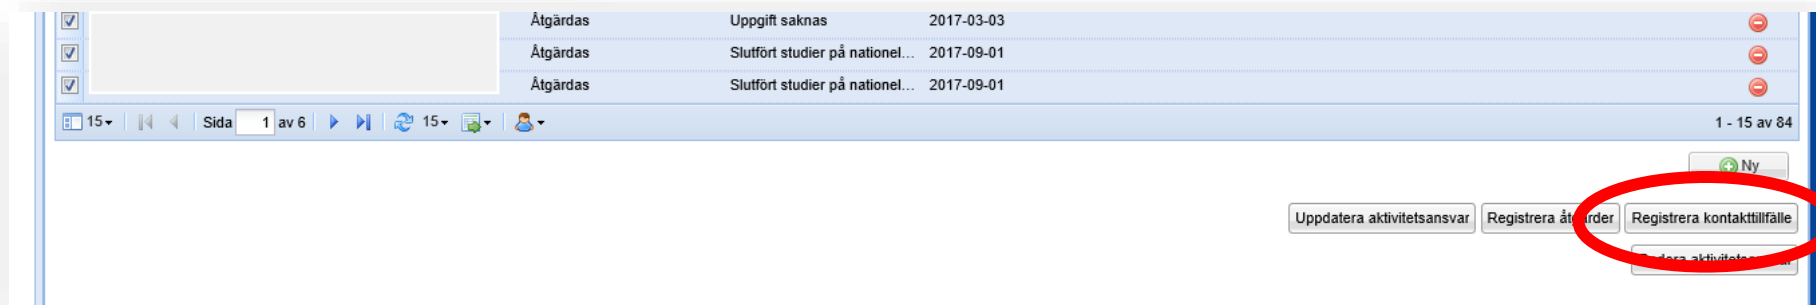 Åtgärdas Uppgift saknas 2017-03-03
Åtgärdas Slutfört studier på nationel... 2017-09-01
Åtgärdas Slutfört studier på nationel... 2017-09-01
15 Sida 1 av 6 15 1 - 15 av 84
Ny
Uppdatera aktivitetsansvar Registrera åtgärder Registrera kontakttillfälle